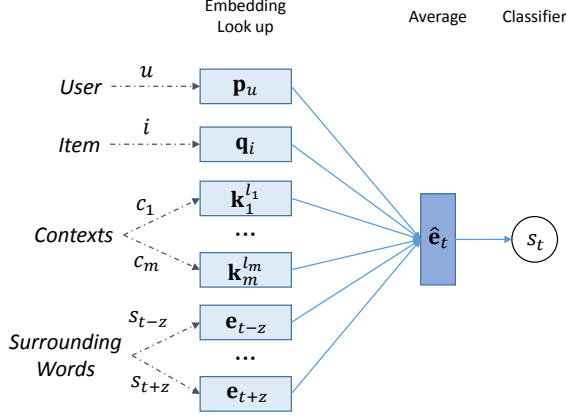 Embedding
Look up
Average
Classifier
User
u
𝐩_u
Item
i
𝐪_i
Contexts
c_1
𝐤_1^{l_1}
...
c_m
𝐤_m^{l_m}
Surrounding
Words
s_{t−z}
𝐞_{t−z}
...
s_{t+z}
𝐞_{t+z}
ê_t
s_t